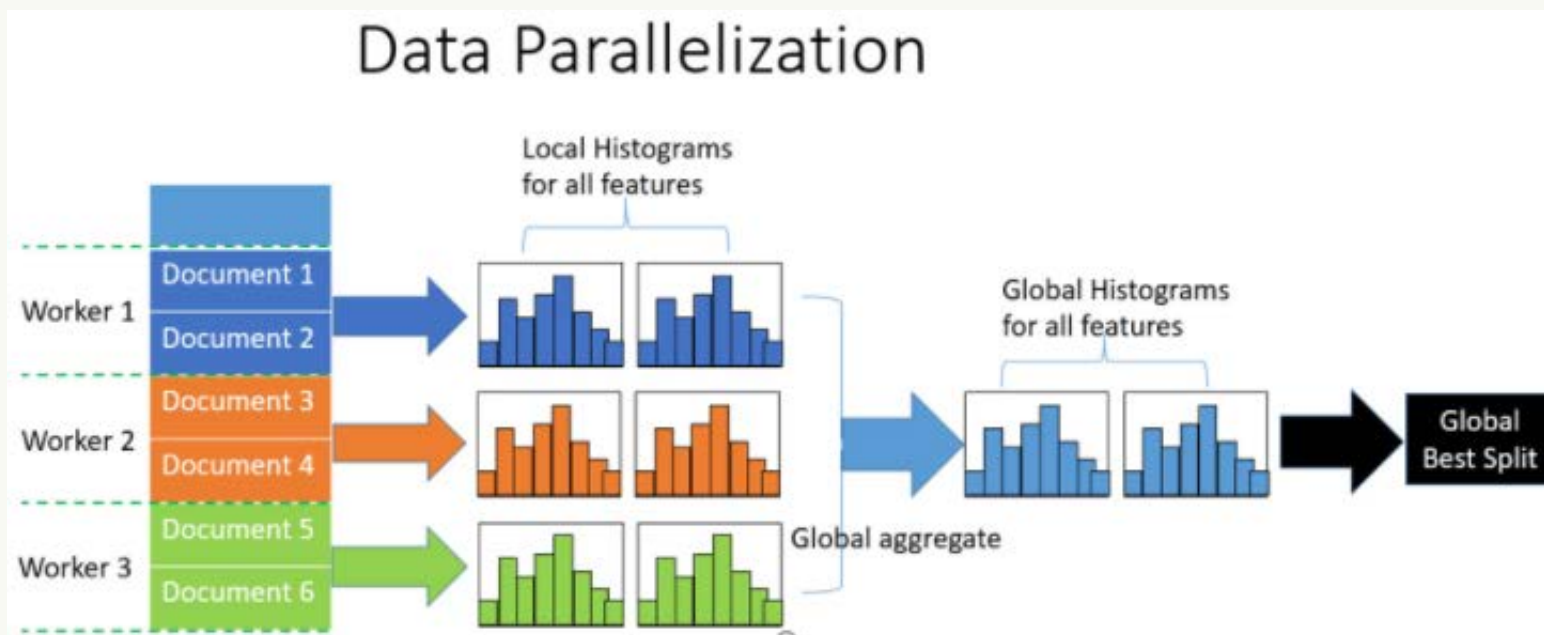 Data Parallelization
Local Histograms
for all features
Worker 1
Document 1
Document 2
Worker 2
Document 3
Document 4
Worker 3
Document 5
Document 6
Global aggregate
Global Histograms
for all features
Global
Best Split